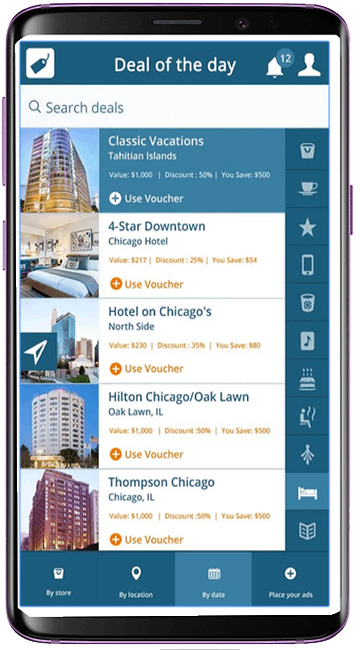 Deal of the day
12
Search deals
Classic Vacations
Tahitian Islands
Value: $1,000 | Discount : 50% | You Save: $500
Use Voucher
4-Star Downtown
Chicago Hotel
Value: $217 | Discount : 25% | You Save: $54
Use Voucher
Hotel on Chicago's
North Side
Value: $230 | Discount : 35% | You Save: $80
Use Voucher
Hilton Chicago/Oak Lawn
Oak Lawn, IL
Value: $1,000 | Discount :50% | You Save: $500
Use Voucher
Thompson Chicago
Chicago, IL
Value: $1,000 | Discount :50% | You Save: $500
Use Voucher
By store
By location
By date
Place your ads